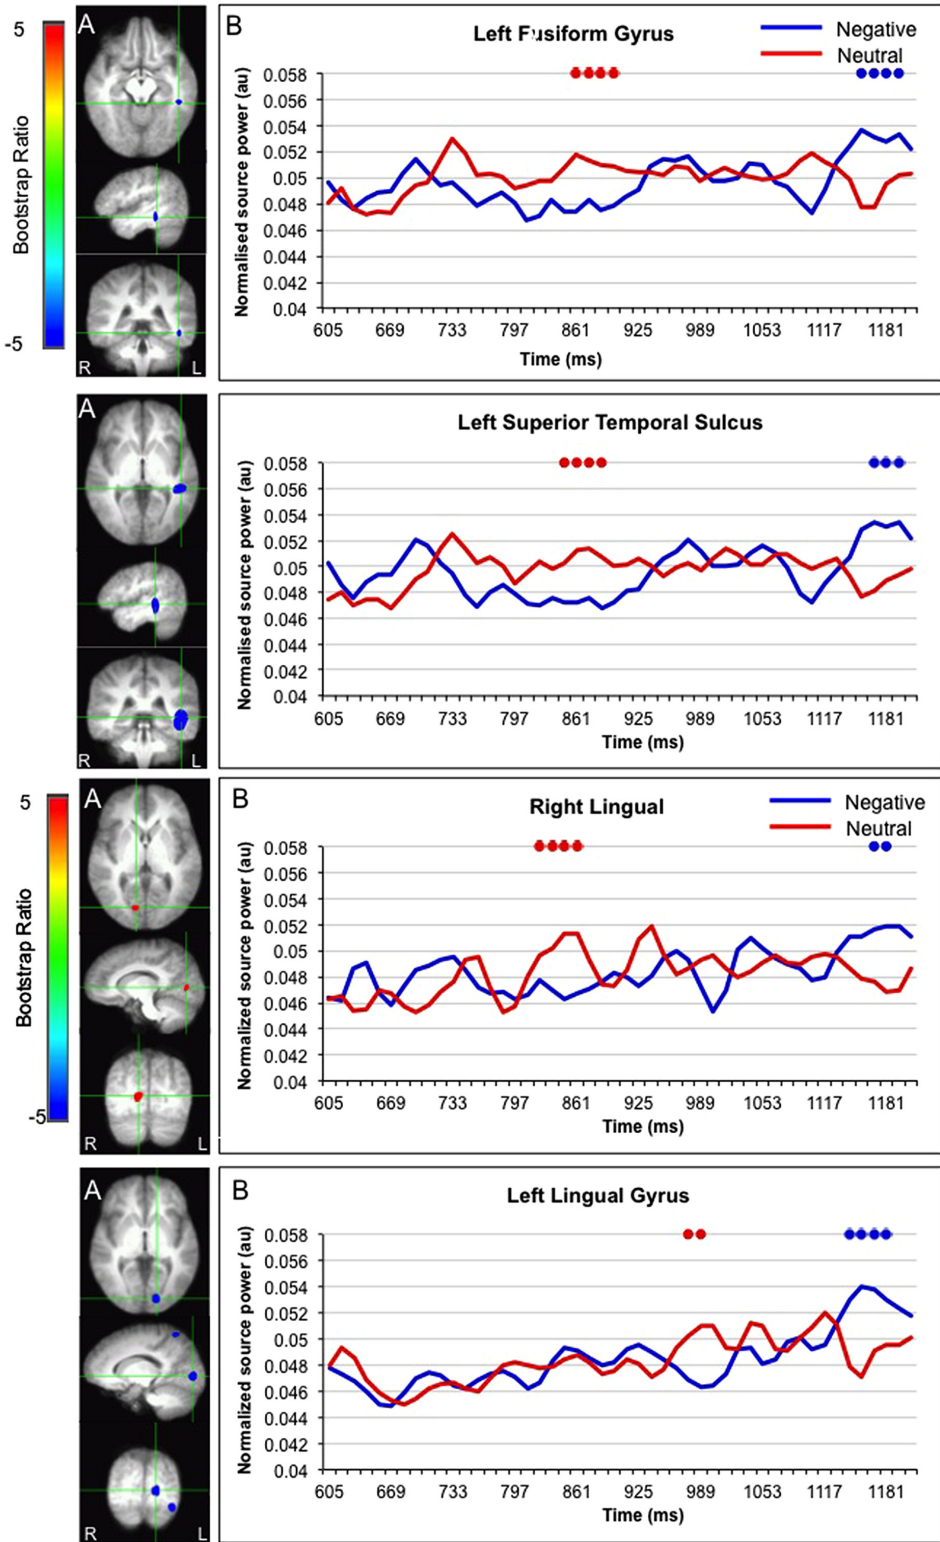 A
5
Bootstrap Ratio
-5
R L
B
Left Fusiform Gyrus
Negative
Neutral
Normalised source power (au)
0.058
0.056
0.054
0.052
0.05
0.048
0.046
0.044
0.042
0.04
605 669 733 797 861 925 989 1053 1117 1181
Time (ms)
A
R L
Left Superior Temporal Sulcus
Normalised source power (au)
0.058
0.056
0.054
0.052
0.05
0.048
0.046
0.044
0.042
0.04
605 669 733 797 861 925 989 1053 1117 1181
Time (ms)
A
5
Bootstrap Ratio
-5
R L
B
Right Lingual
Negative
Neutral
Normalized source power (au)
0.058
0.056
0.054
0.052
0.05
0.048
0.046
0.044
0.042
0.04
605 669 733 797 861 925 989 1053 1117 1181
Time (ms)
A
R L
B
Left Lingual Gyrus
Normalized source power (au)
0.058
0.056
0.054
0.052
0.05
0.048
0.046
0.044
0.042
0.04
605 669 733 797 861 925 989 1053 1117 1181
Time (ms)